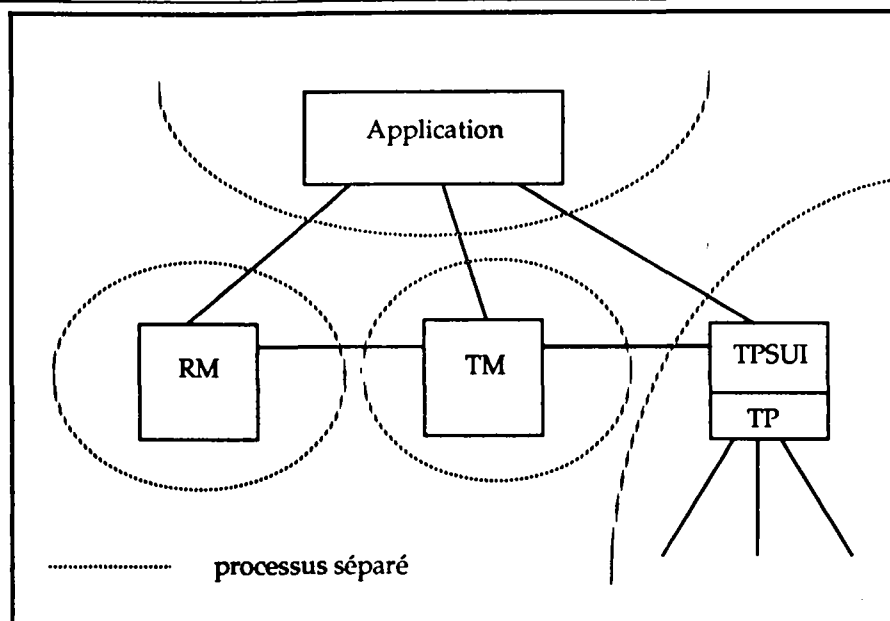 Application
RM
TM
TPSUI
TP
processus séparé